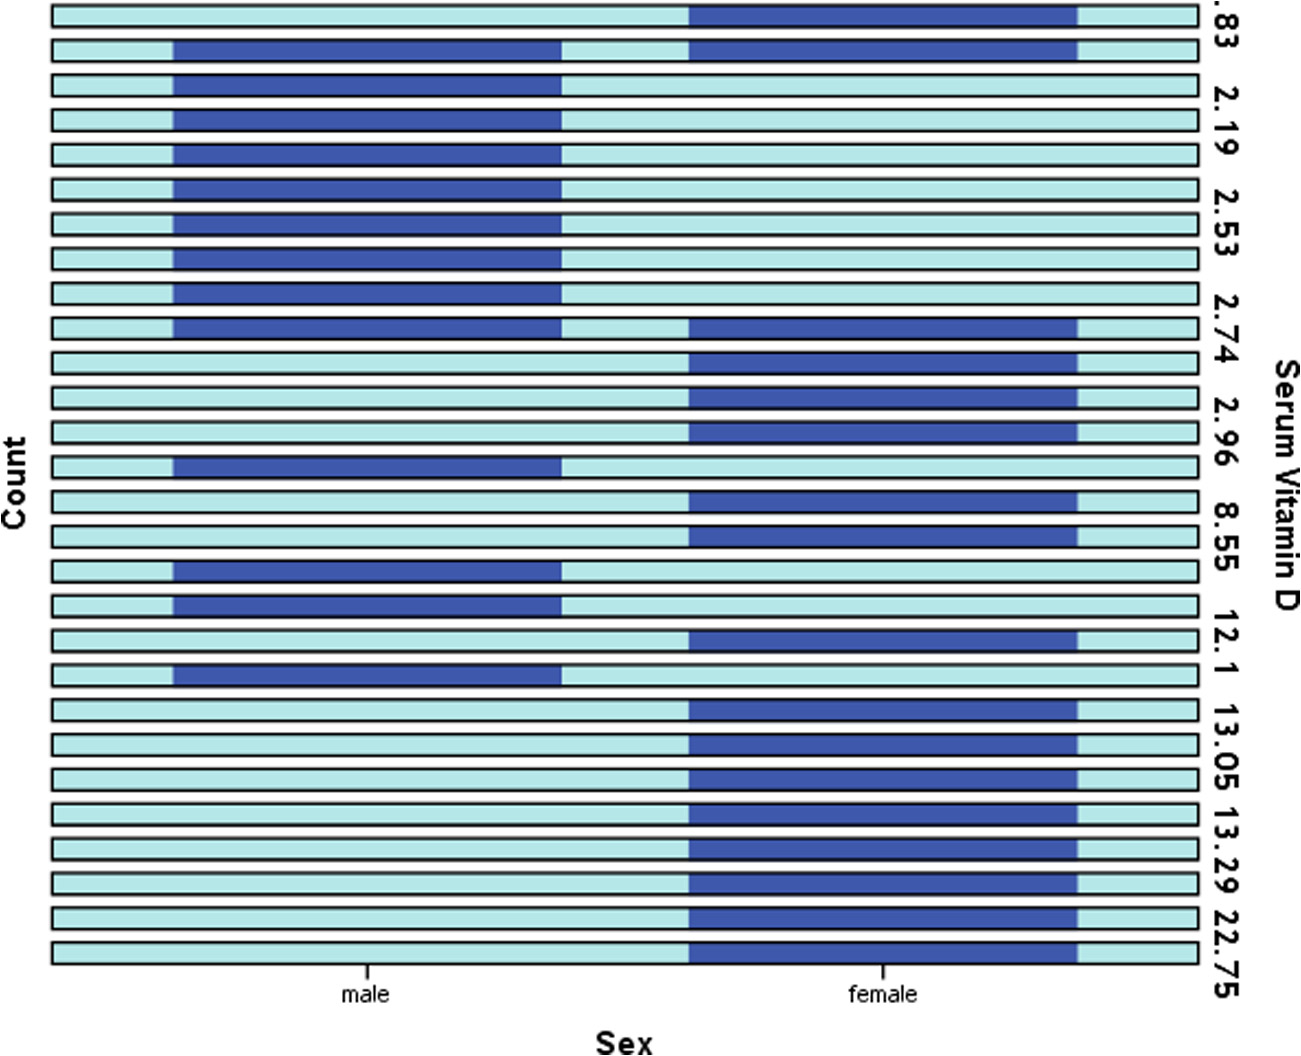 .83
2.19
2.53
2.74
2.96
8.55
12.1
13.05
13.29
22.75
Count
Serum Vitamin D
male
female
Sex